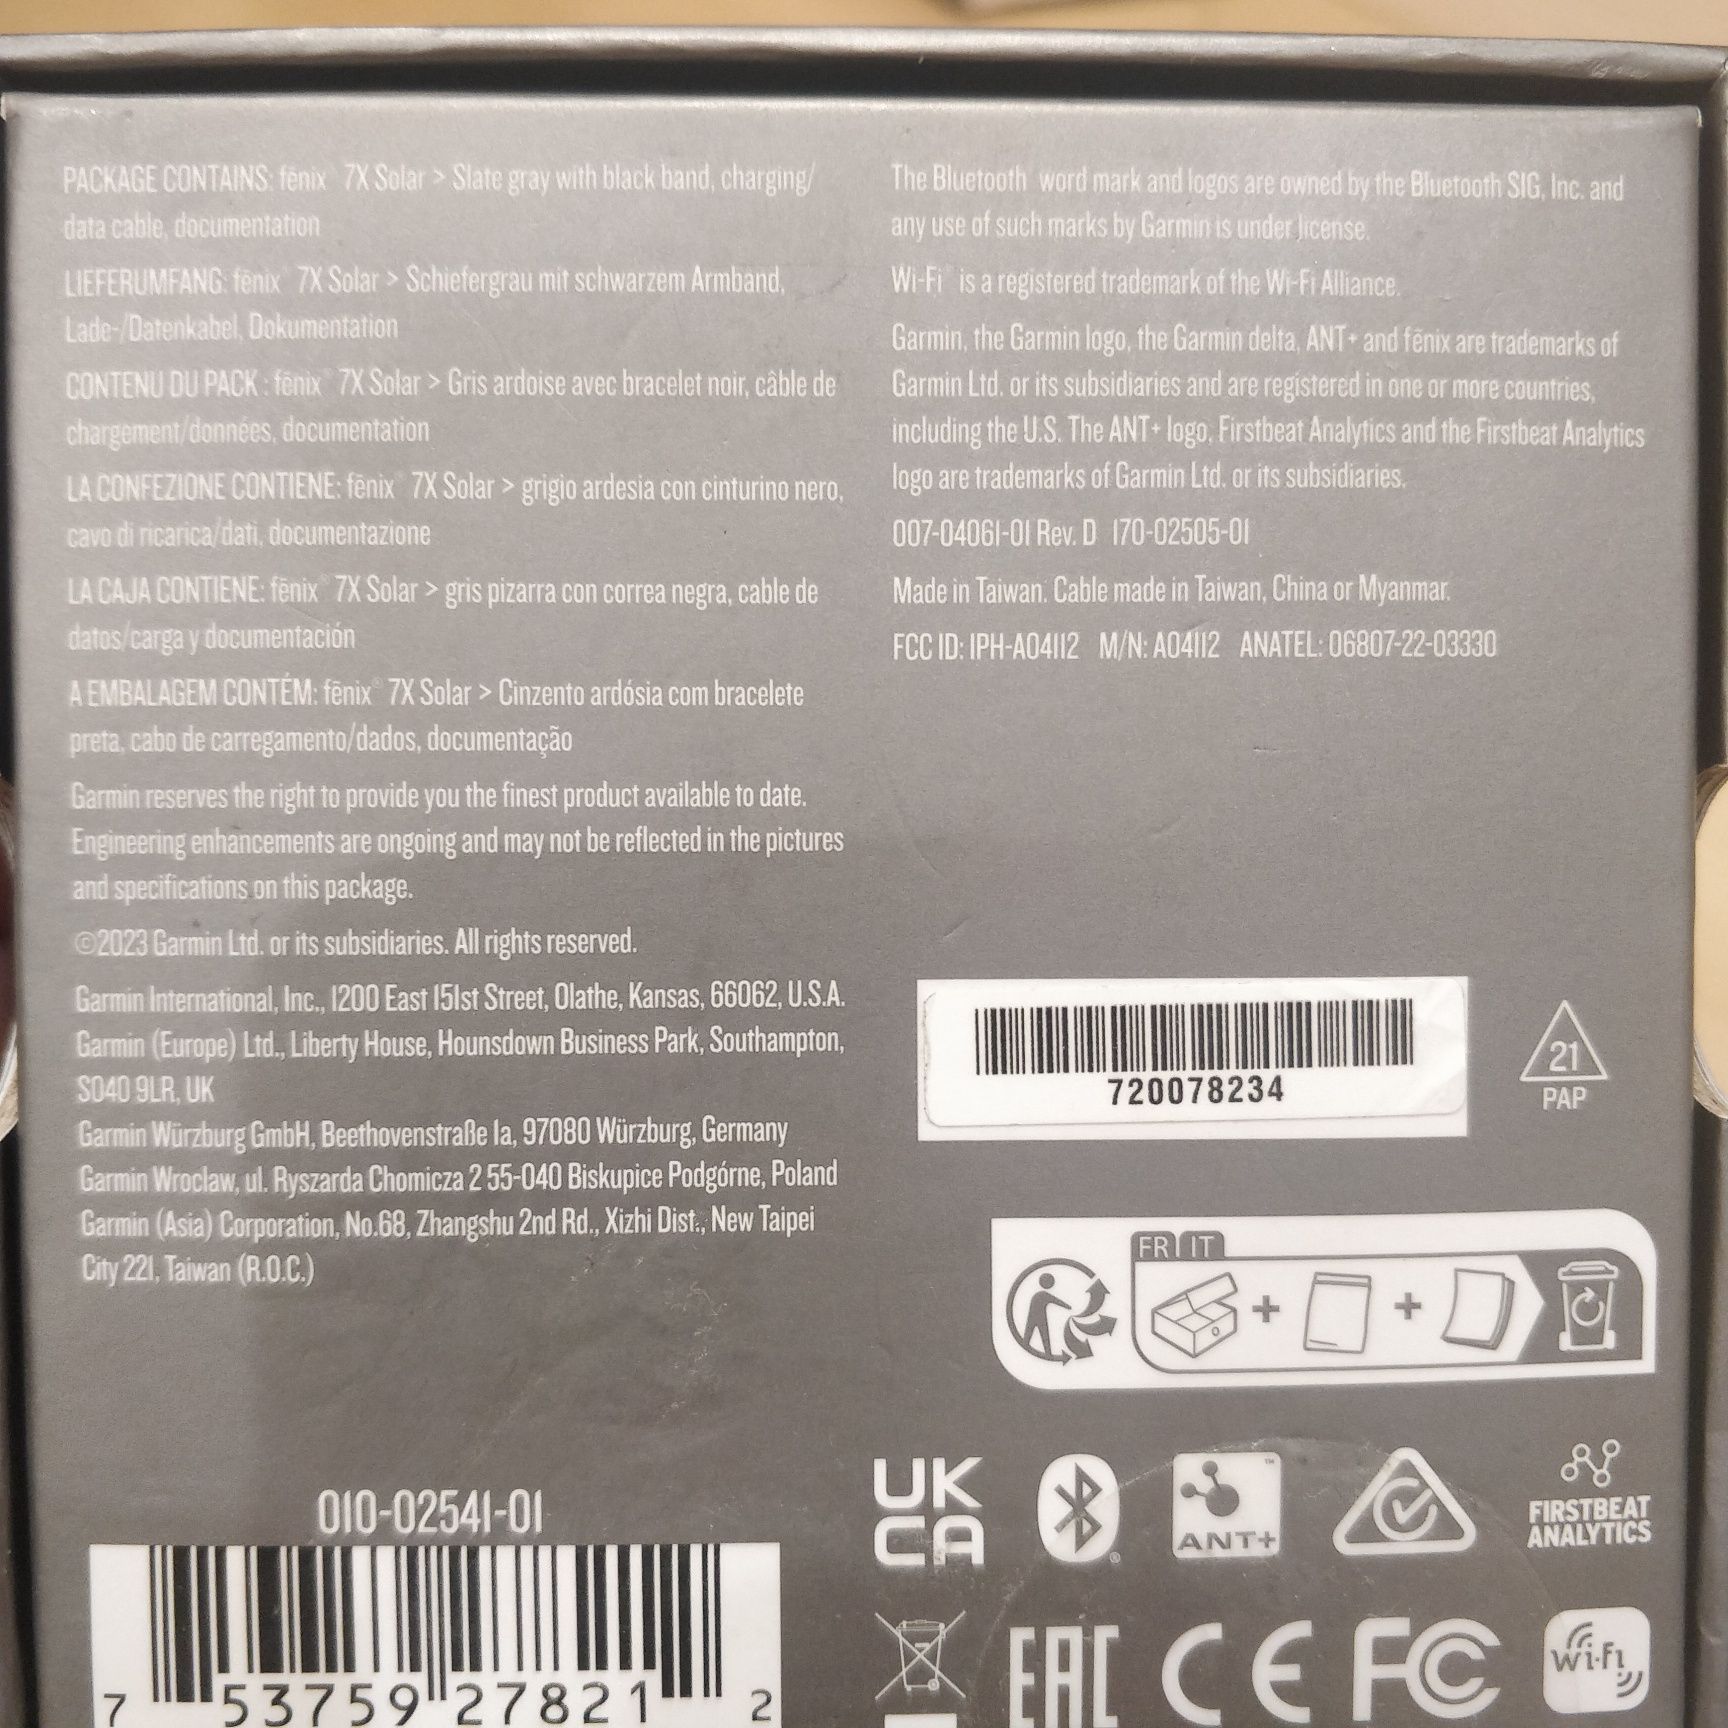 PACKAGE CONTAINS: fēnix® 7X Solar > Slate gray with black band, charging/
data cable, documentation
LIEFERUMFANG: fēnix® 7X Solar > Schiefergrau mit schwarzem Armband,
Lade-/Datenkabel, Dokumentation
CONTENU DU PACK : fēnix® 7X Solar > Gris ardoise avec bracelet noir, câble de
chargement/données, documentation
LA CONFEZIONE CONTIENE: fēnix® 7X Solar > grigio ardesia con cinturino nero,
cavo di ricarica/dati, documentazione
LA CAJA CONTIENE: fēnix® 7X Solar > gris pizarra con correa negra, cable de
datos/carga y documentación
A EMBALAGEM CONTÉM: fēnix® 7X Solar > Cinzento ardósia com bracelete
preta, cabo de carregamento/dados, documentação
Garmin reserves the right to provide you the finest product available to date.
Engineering enhancements are ongoing and may not be reflected in the pictures
and specifications on this package.
©2023 Garmin Ltd. or its subsidiaries. All rights reserved.
Garmin International, Inc., 1200 East 151st Street, Olathe, Kansas, 66062, U.S.A.
Garmin (Europe) Ltd., Liberty House, Hounsdown Business Park, Southampton,
SO40 9LR, UK
Garmin Würzburg GmbH, Beethovenstraße 1a, 97080 Würzburg, Germany
Garmin Wroclaw, ul. Ryszarda Chomicza 2 55-040 Biskupice Podgórne, Poland
Garmin (Asia) Corporation, No.68, Zhangshu 2nd Rd., Xizhi Dist., New Taipei
City 221, Taiwan (R.O.C.)
010-02541-01
7 53759 27821 2
The Bluetooth word mark and logos are owned by the Bluetooth SIG, Inc. and
any use of such marks by Garmin is under license.
Wi-Fi® is a registered trademark of the Wi-Fi Alliance.
Garmin, the Garmin logo, the Garmin delta, ANT+ and fēnix are trademarks of
Garmin Ltd. or its subsidiaries and are registered in one or more countries,
including the U.S. The ANT+ logo, Firstbeat Analytics and the Firstbeat Analytics
logo are trademarks of Garmin Ltd. or its subsidiaries.
007-04061-01 Rev. D 170-02505-01
Made in Taiwan. Cable made in Taiwan, China or Myanmar.
FCC ID: IPH-A04112 M/N: A04112 ANATEL: 06807-22-03330
720078234
21
PAP
FR IT
+ +
UK
CA
®
ANT+™
FIRSTBEAT
ANALYTICS
EAC CE FC Wi-Fi